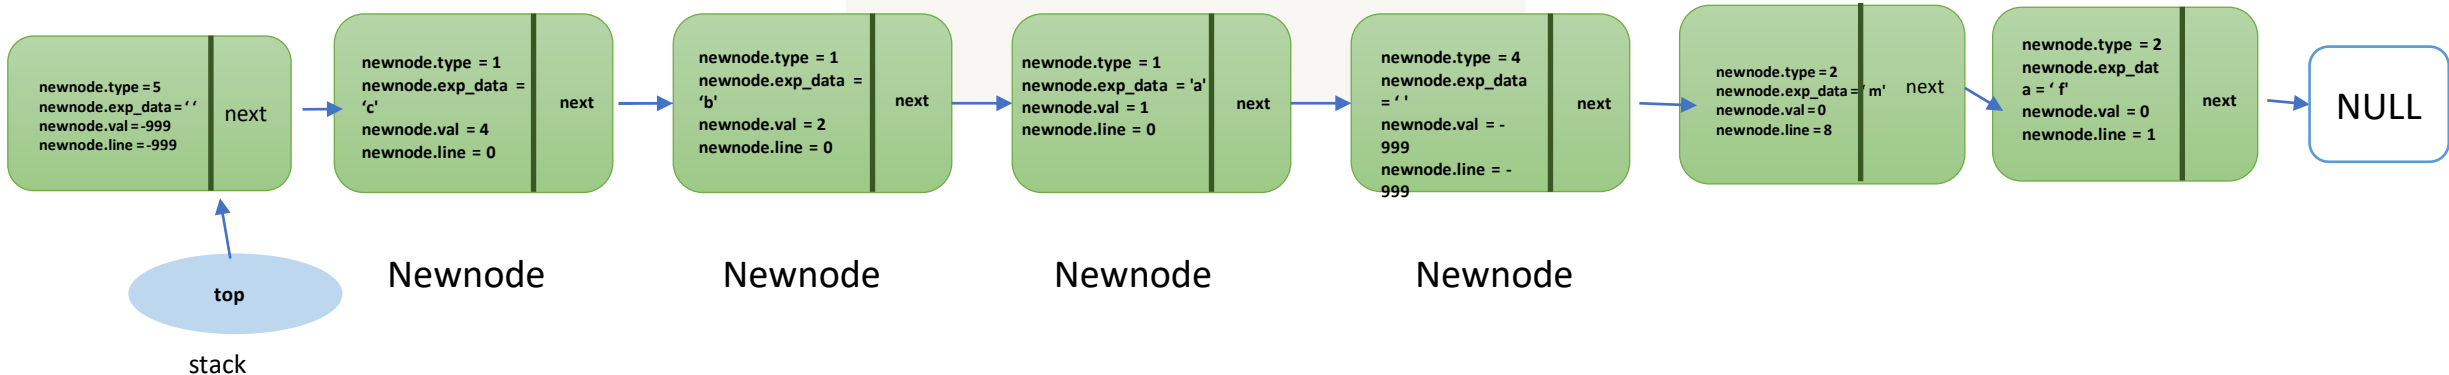 newnode.type = 5
newnode.exp_data = ‘ ‘
newnode.val = -999
newnode.line = -999
next
newnode.type = 1
newnode.exp_data =
‘c'
newnode.val = 4
newnode.line = 0
next
newnode.type = 1
newnode.exp_data =
‘b'
newnode.val = 2
newnode.line = 0
next
newnode.type = 1
newnode.exp_data = 'a'
newnode.val = 1
newnode.line = 0
next
newnode.type = 4
newnode.exp_data
= ‘ '
newnode.val = -
999
newnode.line = -
999
next
newnode.type = 2
newnode.exp_data = ‘ m'
newnode.val = 0
newnode.line = 8
next
newnode.type = 2
newnode.exp_dat
a = ‘ f'
newnode.val = 0
newnode.line = 1
next
NULL
top
stack
Newnode
Newnode
Newnode
Newnode